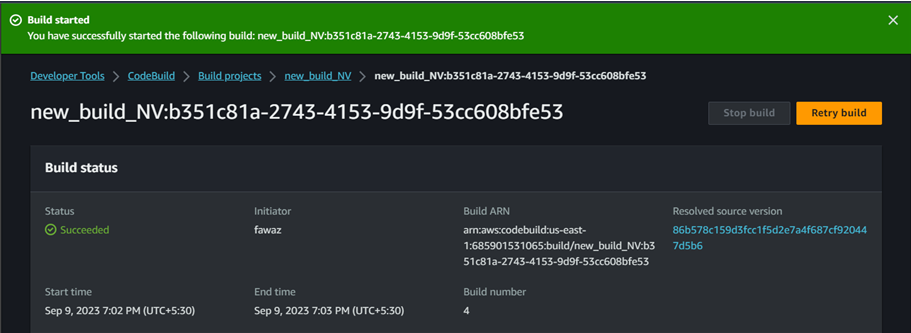 Build started
You have successfully started the following build: new_build_NV:b351c81a-2743-4153-9d9f-53cc608bfe53
Developer Tools > CodeBuild > Build projects > new_build_NV > new_build_NV:b351c81a-2743-4153-9d9f-53cc608bfe53
new_build_NV:b351c81a-2743-4153-9d9f-53cc608bfe53
Stop build
Retry build
Build status
Status
Succeeded
Initiator
fawaz
Build ARN
arn:aws:codebuild:us-east-
1:685901531065:build/new_build_NV:b3
51c81a-2743-4153-9d9f-53cc608bfe53
Resolved source version
86b578c159d3fcc1f5d2e7a4f687cf92044
7d5b6
Start time
Sep 9, 2023 7:02 PM (UTC+5:30)
End time
Sep 9, 2023 7:03 PM (UTC+5:30)
Build number
4